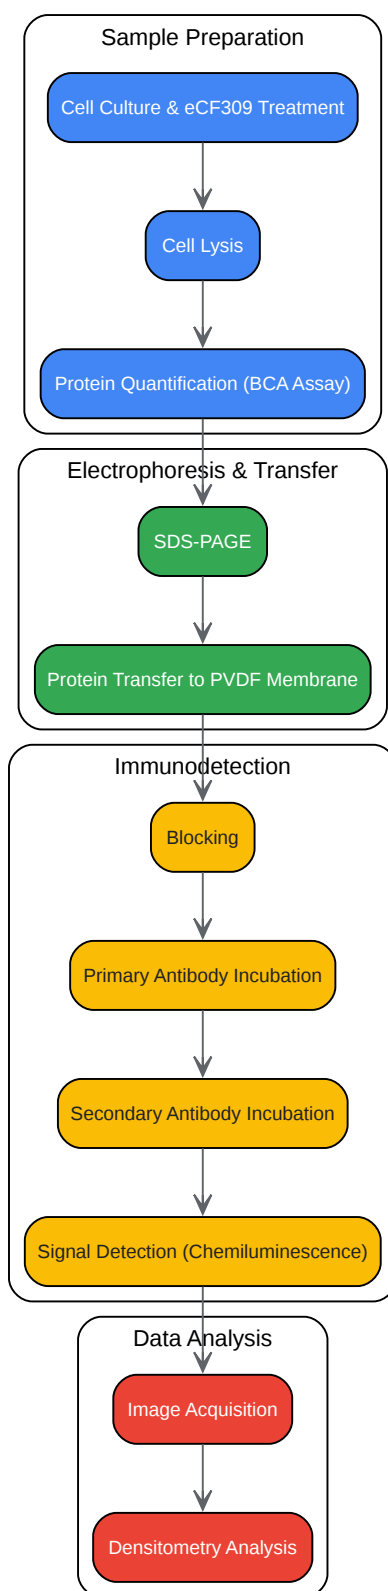 Sample Preparation
Cell Culture & eCF309 Treatment
Cell Lysis
Protein Quantification (BCA Assay)
Electrophoresis & Transfer
SDS-PAGE
Protein Transfer to PVDF Membrane
Immunodetection
Blocking
Primary Antibody Incubation
Secondary Antibody Incubation
Signal Detection (Chemiluminescence)
Data Analysis
Image Acquisition
Densitometry Analysis